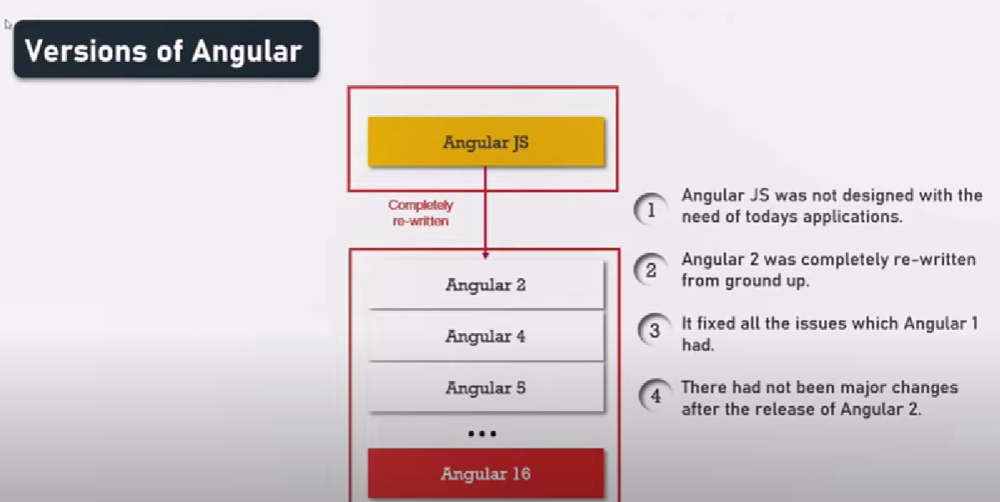 Versions of Angular
Angular JS
Completely
re-written
Angular 2
Angular 4
Angular 5
...
Angular 16
1
Angular JS was not designed with the
need of todays applications.
2
Angular 2 was completely re-written
from ground up.
3
It fixed all the issues which Angular 1
had.
4
There had not been major changes
after the release of Angular 2.